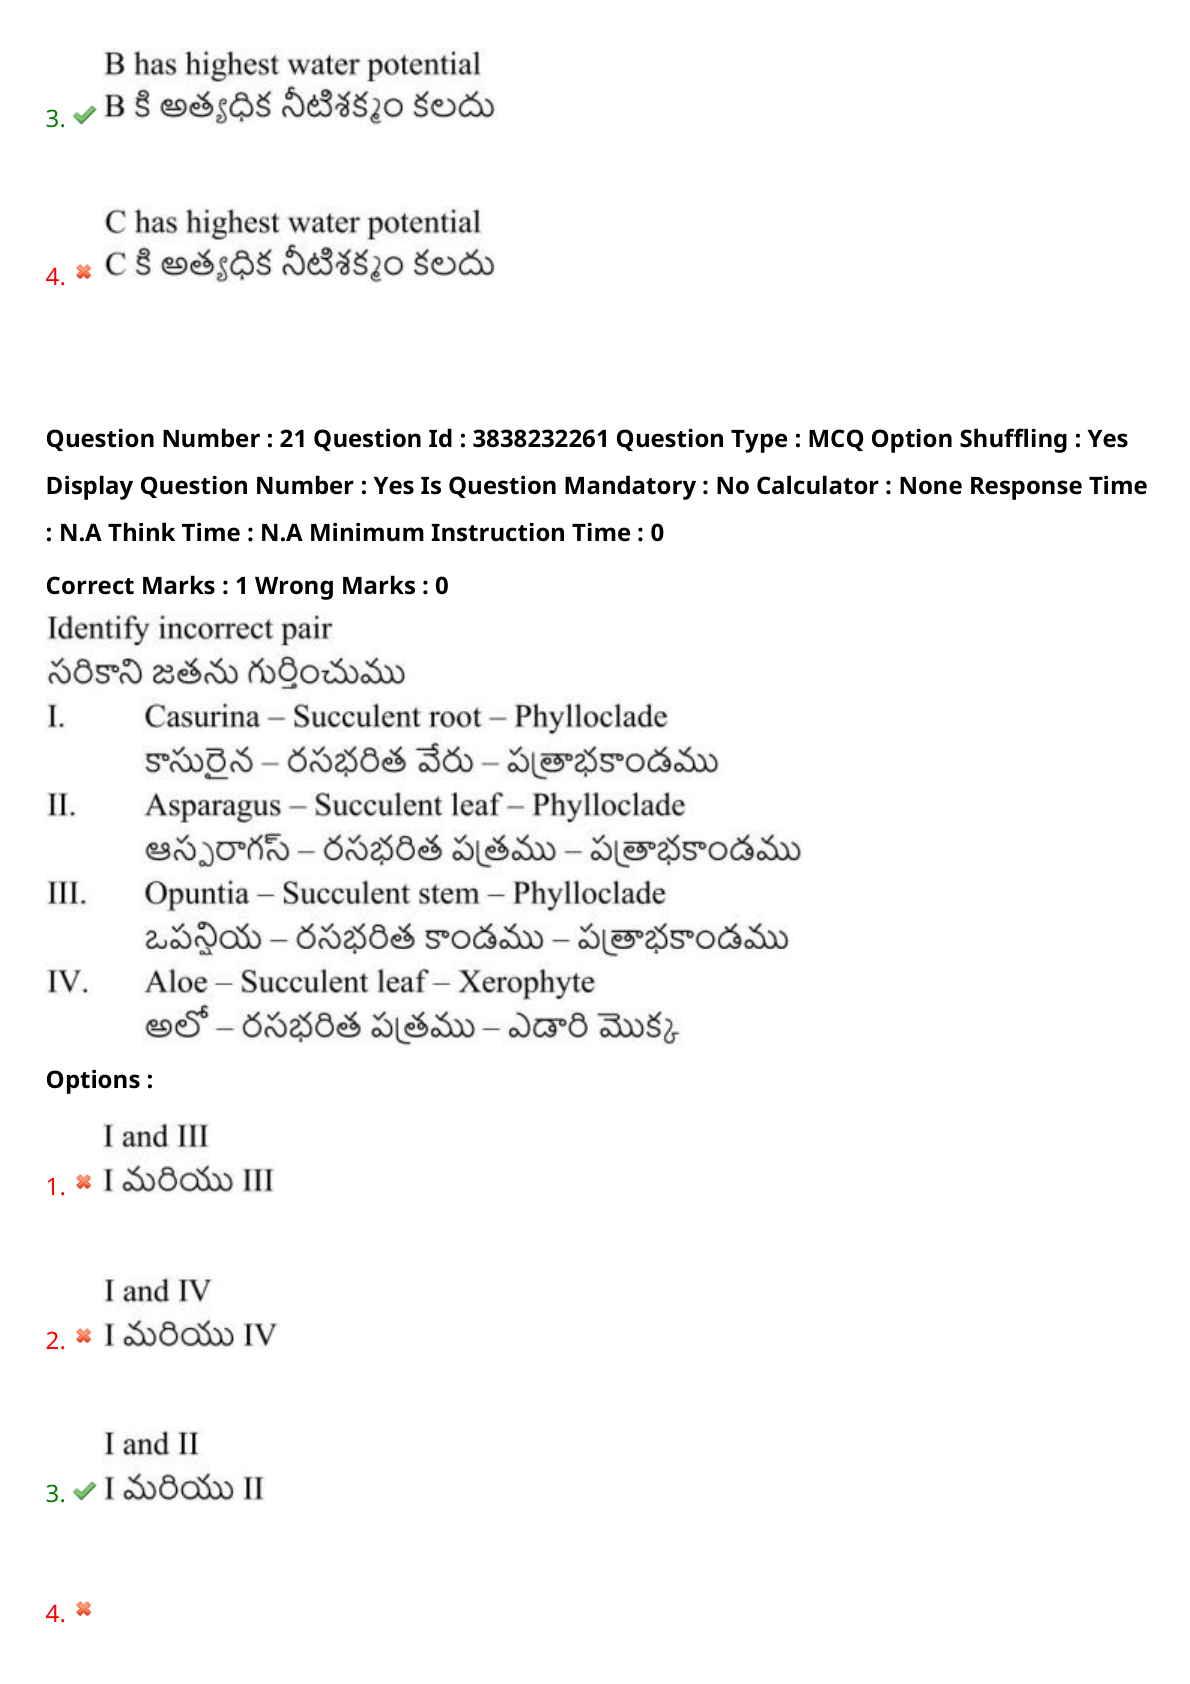 B has highest water potential
3. B కి అత్యధిక నీటిశక్మం కలదు
C has highest water potential
4. C కి అత్యధిక నీటిశక్మం కలదు
Question Number : 21 Question Id : 3838232261 Question Type : MCQ Option Shuffling : Yes
Display Question Number : Yes Is Question Mandatory : No Calculator : None Response Time
: N.A Think Time : N.A Minimum Instruction Time : 0
Correct Marks : 1 Wrong Marks : 0
Identify incorrect pair
సరికాని జతను గుర్తించుము
I. Casurina – Succulent root – Phylloclade
కాసురైన – రసభరిత వేరు – పత్రాభకాండము
II. Asparagus – Succulent leaf – Phylloclade
ఆస్పరాగస్ – రసభరిత పత్రము – పత్రాభకాండము
III. Opuntia – Succulent stem – Phylloclade
ఒపన్షియ – రసభరిత కాండము – పత్రాభకాండము
IV. Aloe – Succulent leaf – Xerophyte
అలో – రసభరిత పత్రము – ఎడారి మొక్క
Options :
I and III
1. I మరియు III
I and IV
2. I మరియు IV
I and II
3. I మరియు II
4.